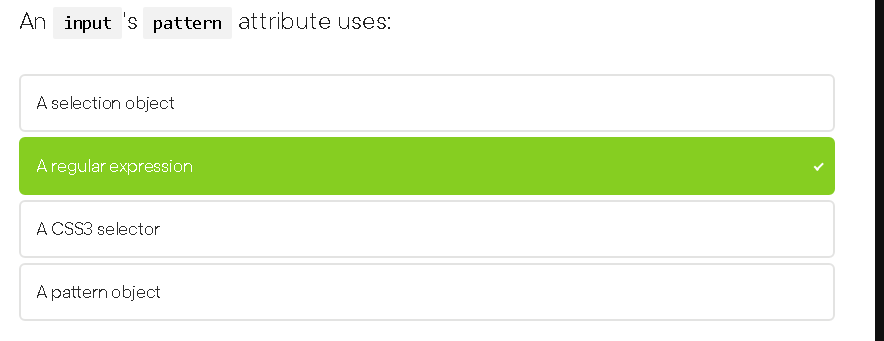 An input's pattern attribute uses:
A selection object
A regular expression
A CSS3 selector
A pattern object